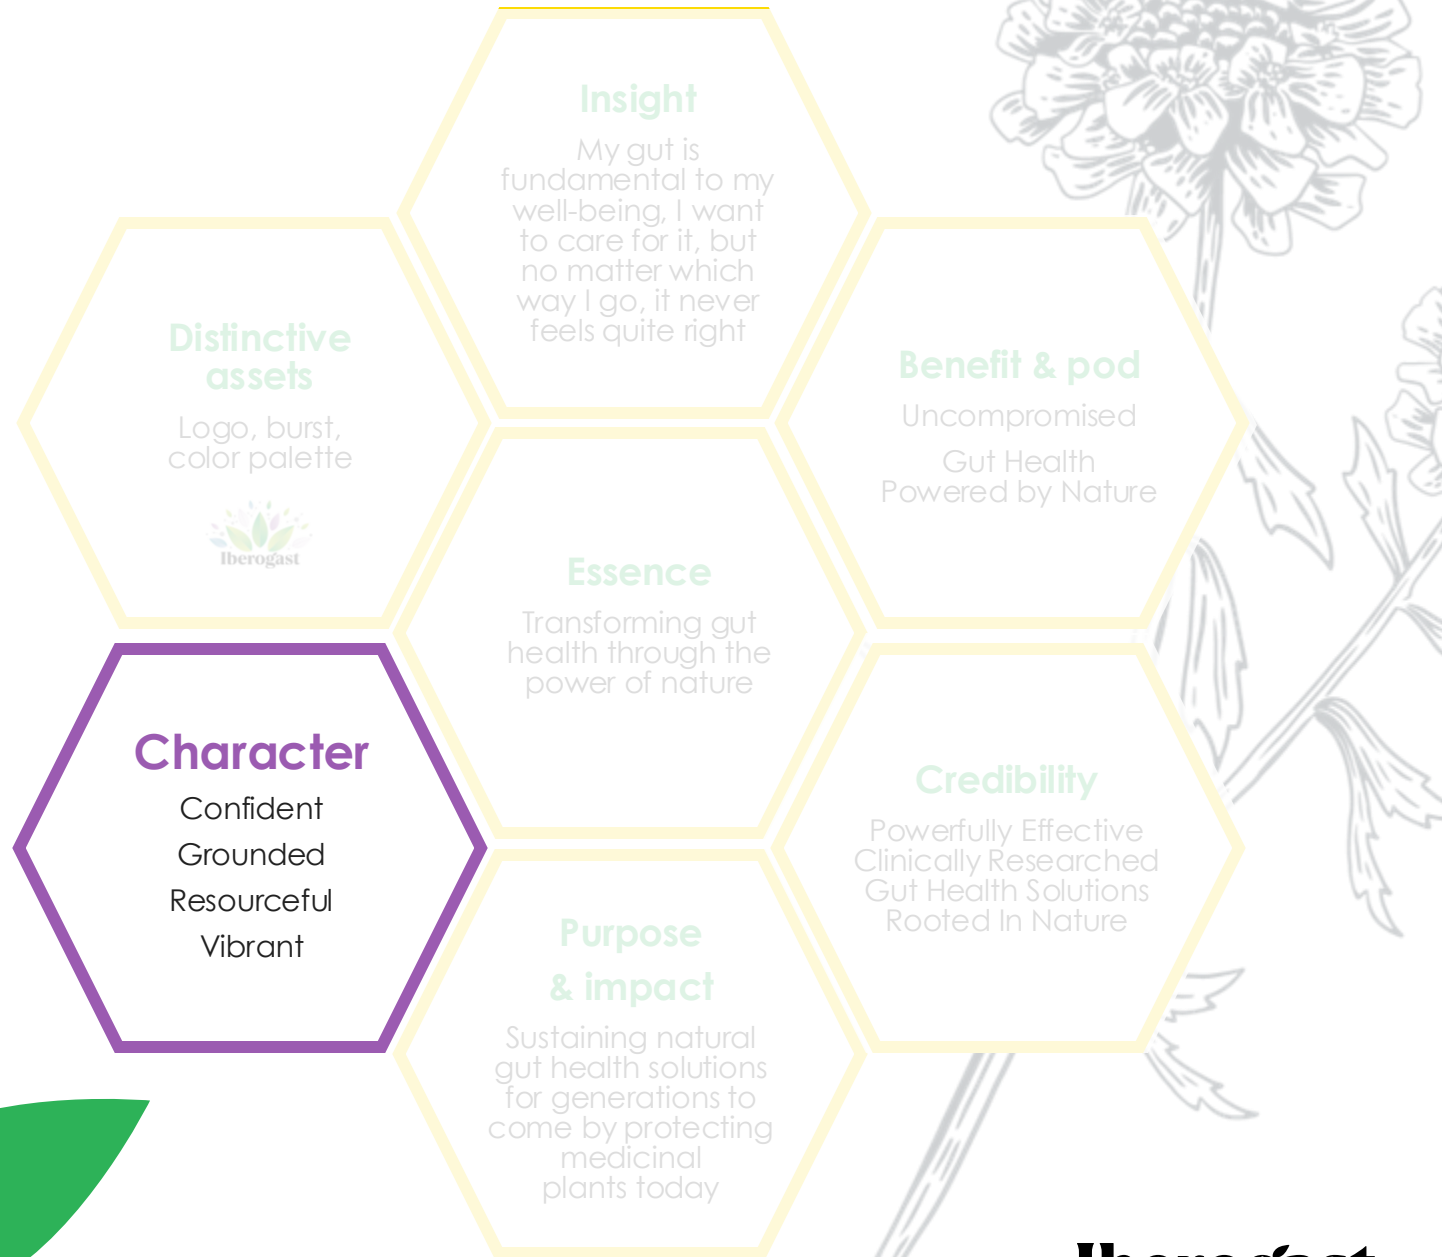 Insight
My gut is
fundamental to my
well-being, I want
to care for it, but
no matter which
way I go, it never
feels quite right
Distinctive
assets
Logo, burst,
color palette
Iberogast
Benefit & pod
Uncompromised
Gut Health
Powered by Nature
Essence
Transforming gut
health through the
power of nature
Character
Confident
Grounded
Resourceful
Vibrant
Credibility
Powerfully Effective
Clinically Researched
Gut Health Solutions
Rooted In Nature
Purpose
& impact
Sustaining natural
gut health solutions
for generations to
come by protecting
medicinal
plants today
Iberogast